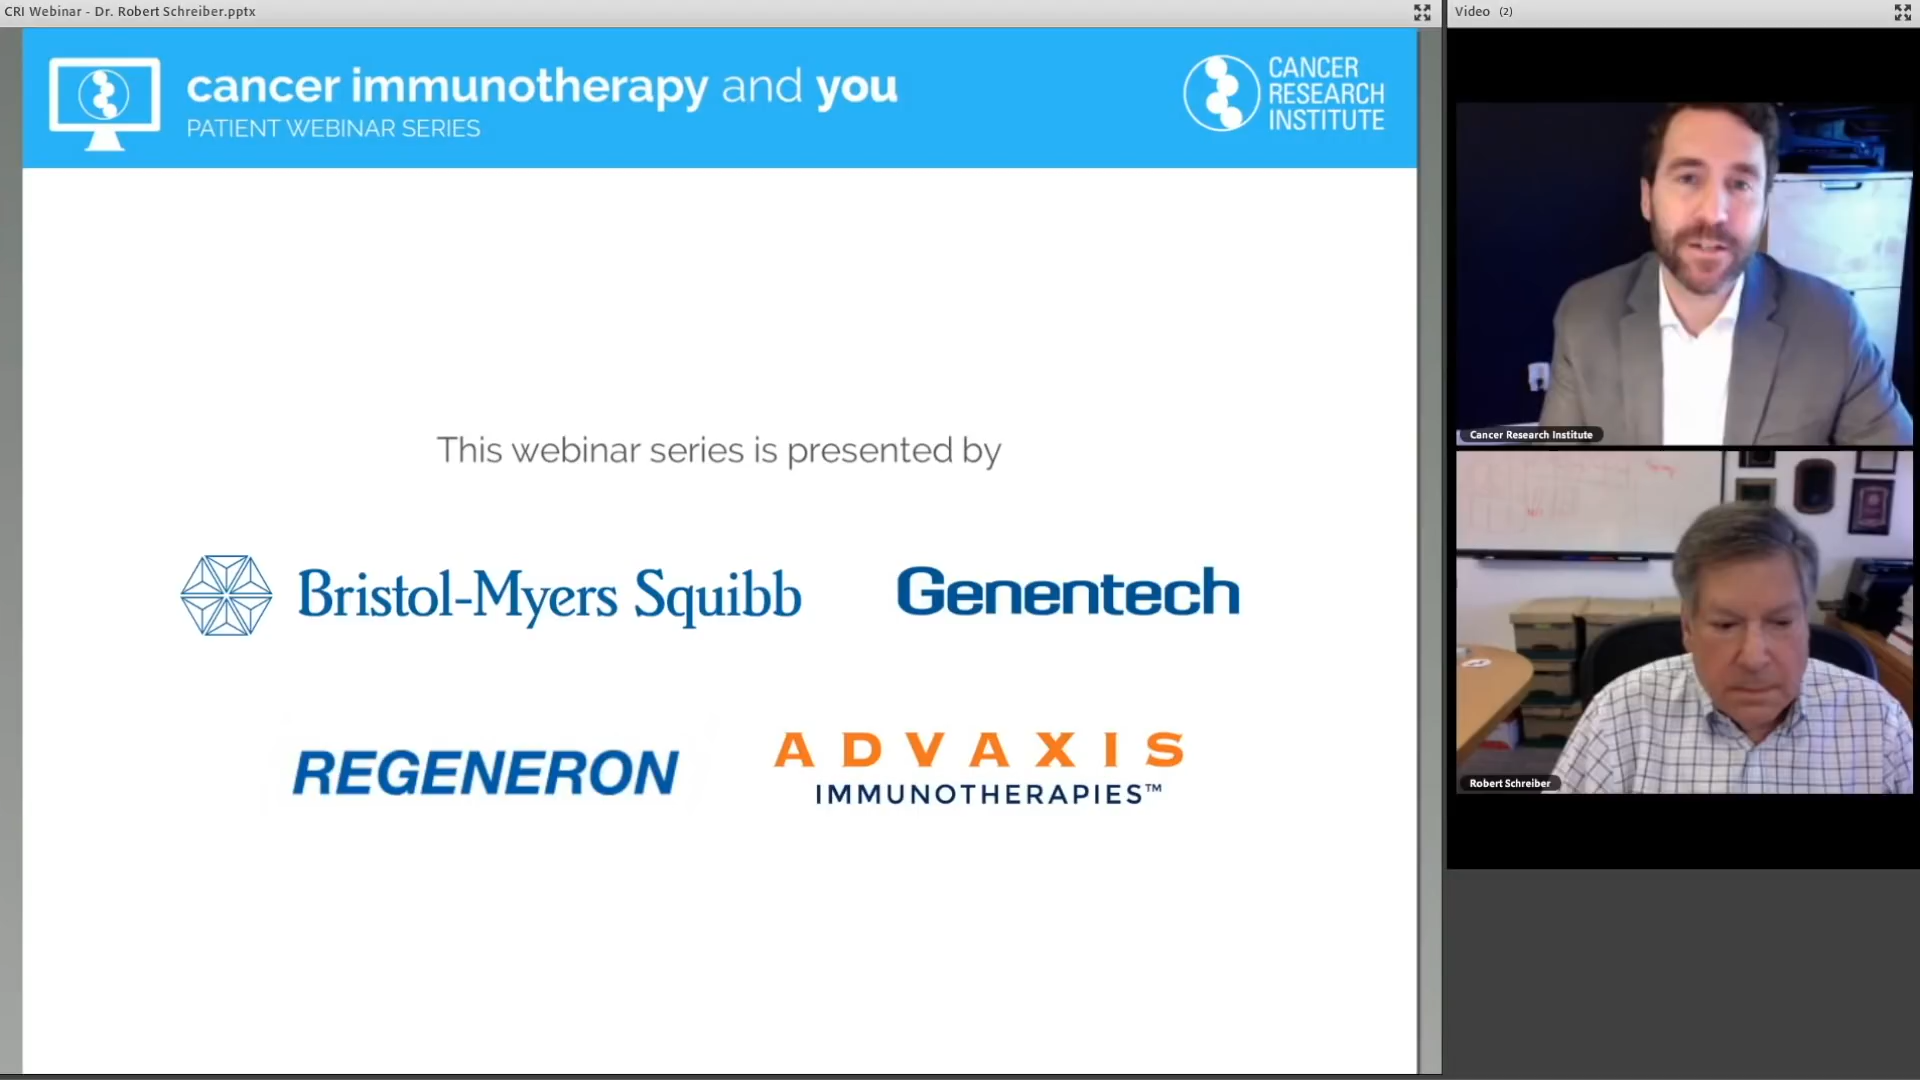 CRI Webinar - Dr. Robert Schreiber.pptx
Video (2)
cancer immunotherapy and you
PATIENT WEBINAR SERIES
CANCER
RESEARCH
INSTITUTE
This webinar series is presented by
Bristol-Myers Squibb
Genentech
REGENERON
ADVAXIS
IMMUNOTHERAPIES™
Cancer Research Institute
Robert Schreiber